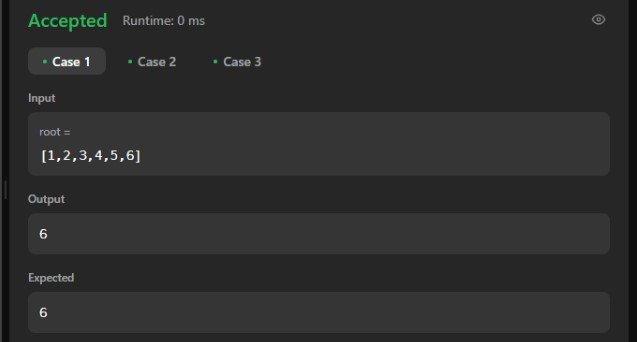 Accepted Runtime: 0 ms
Case 1 Case 2 Case 3
Input
root =
[1,2,3,4,5,6]
Output
6
Expected
6